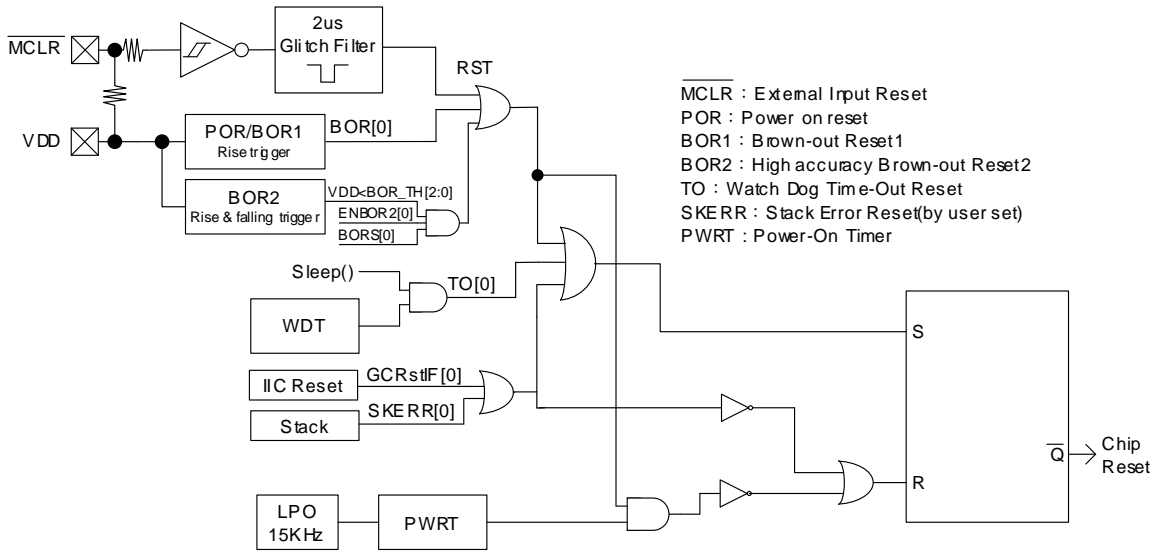 MCLR
2us
Glitch Filter
RST
VDD
POR/BOR1
Rise trigger
BOR[0]
BOR2
Rise & falling trigger
VDD<BOR_TH[2:0]
ENBOR2[0]
BORS[0]
MCLR : External Input Reset
POR : Power on reset
BOR1 : Brown-out Reset1
BOR2 : High accuracy Brown-out Reset2
TO : Watch Dog Time-Out Reset
SKERR : Stack Error Reset(by user set)
PWRT : Power-On Timer
Sleep()
TO[0]
WDT
IIC Reset
GCRstIF[0]
Stack
SKERR[0]
LPO
15KHz
PWRT
S
R
Q
Chip
Reset